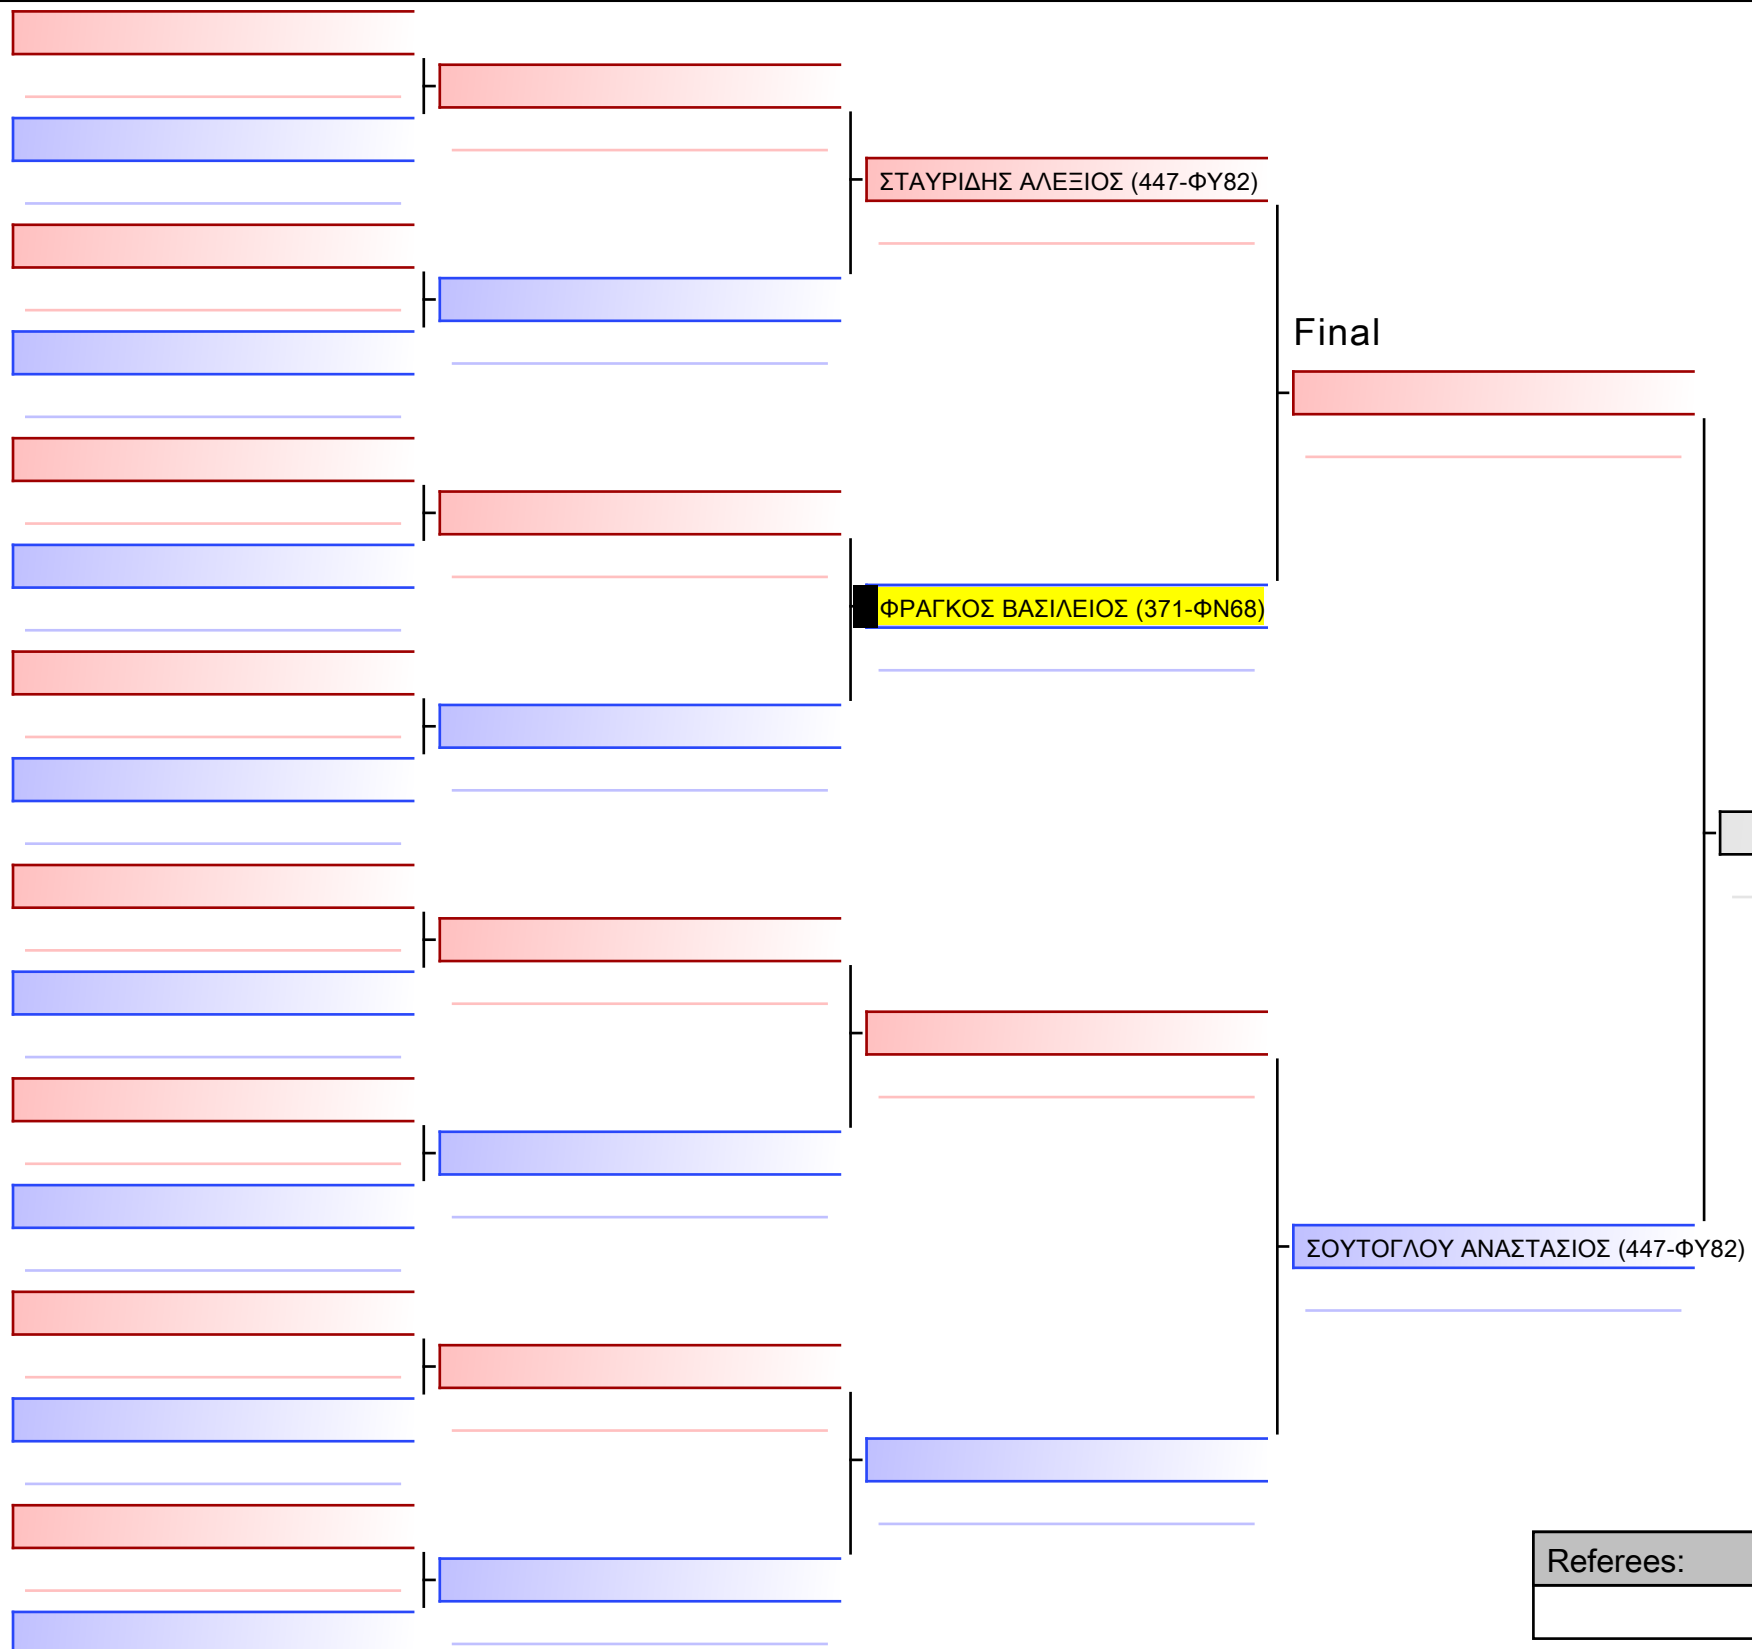 ΣΤΑΥΡΙΔΗΣ ΑΛΕΞΙΟΣ (447-ΦΥ82)
Final
ΦΡΑΓΚΟΣ ΒΑΣΙΛΕΙΟΣ (371-ΦΝ68)
ΣΟΥΤΟΓΛΟΥ ΑΝΑΣΤΑΣΙΟΣ (447-ΦΥ82)
Referees: